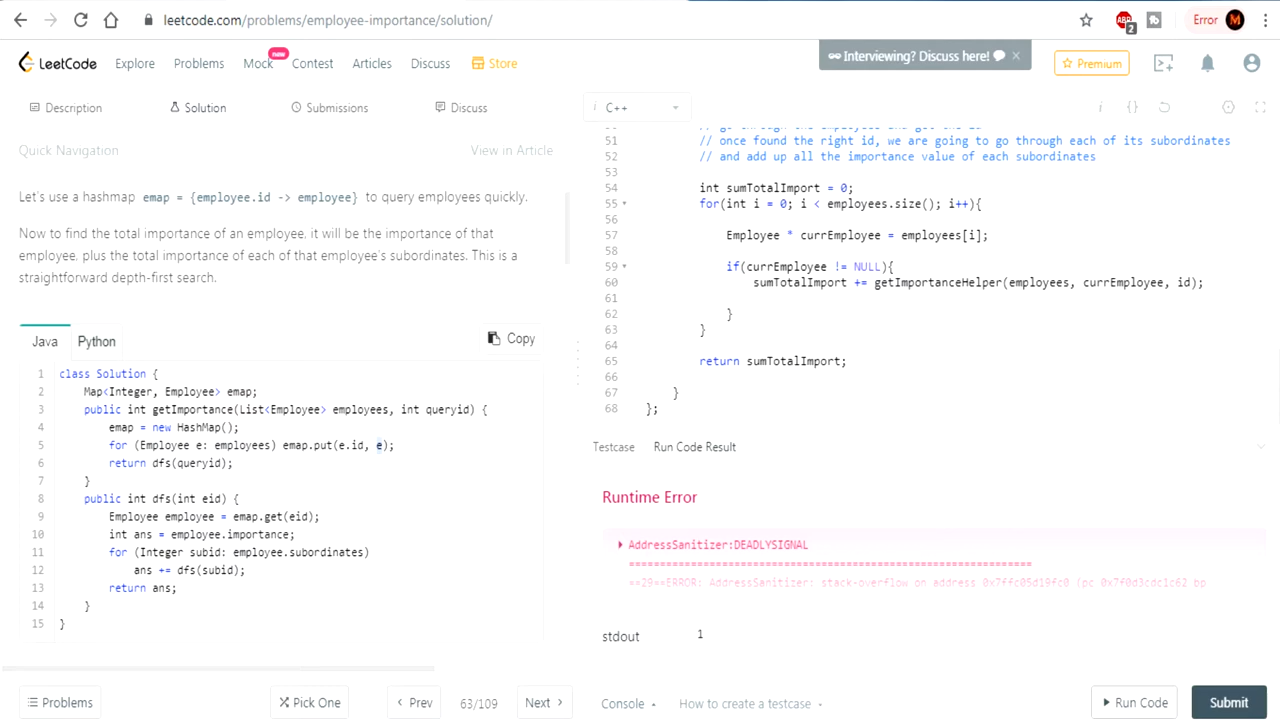 leetcode.com/problems/employee-importance/solution/
ABP
2
Error
M
LeetCode
Explore
Problems
Mock
new
Contest
Articles
Discuss
Store
Interviewing? Discuss here!
Premium
Description
Solution
Submissions
Discuss
i
C++
i
{}
Quick Navigation
View in Article
Let's use a hashmap emap = {employee.id -> employee} to query employees quickly.
Now to find the total importance of an employee, it will be the importance of that
employee, plus the total importance of each of that employee's subordinates. This is a
straightforward depth-first search.
Java
Python
Copy
1 class Solution {
2 Map<Integer, Employee> emap;
3 public int getImportance(List<Employee> employees, int queryid) {
4 emap = new HashMap();
5 for (Employee e: employees) emap.put(e.id, e);
6 return dfs(queryid);
7 }
8 public int dfs(int eid) {
9 Employee employee = emap.get(eid);
10 int ans = employee.importance;
11 for (Integer subid: employee.subordinates)
12 ans += dfs(subid);
13 return ans;
14 }
15 }
51 // once found the right id, we are going to go through each of its subordinates
52 // and add up all the importance value of each subordinates
53
54 int sumTotalImport = 0;
55 for(int i = 0; i < employees.size(); i++){
56
57 Employee * currEmployee = employees[i];
58
59 if(currEmployee != NULL){
60 sumTotalImport += getImportanceHelper(employees, currEmployee, id);
61
62 }
63 }
64
65 return sumTotalImport;
66
67 }
68 };
Testcase
Run Code Result
Runtime Error
AddressSanitizer:DEADLYSIGNAL
=================================================================
==29==ERROR: AddressSanitizer: stack-overflow on address 0x7ffc05d19fc0 (pc 0x7f0d3cdc1c62 bp
stdout
1
Problems
Pick One
Prev
63/109
Next
Console
How to create a testcase
Run Code
Submit